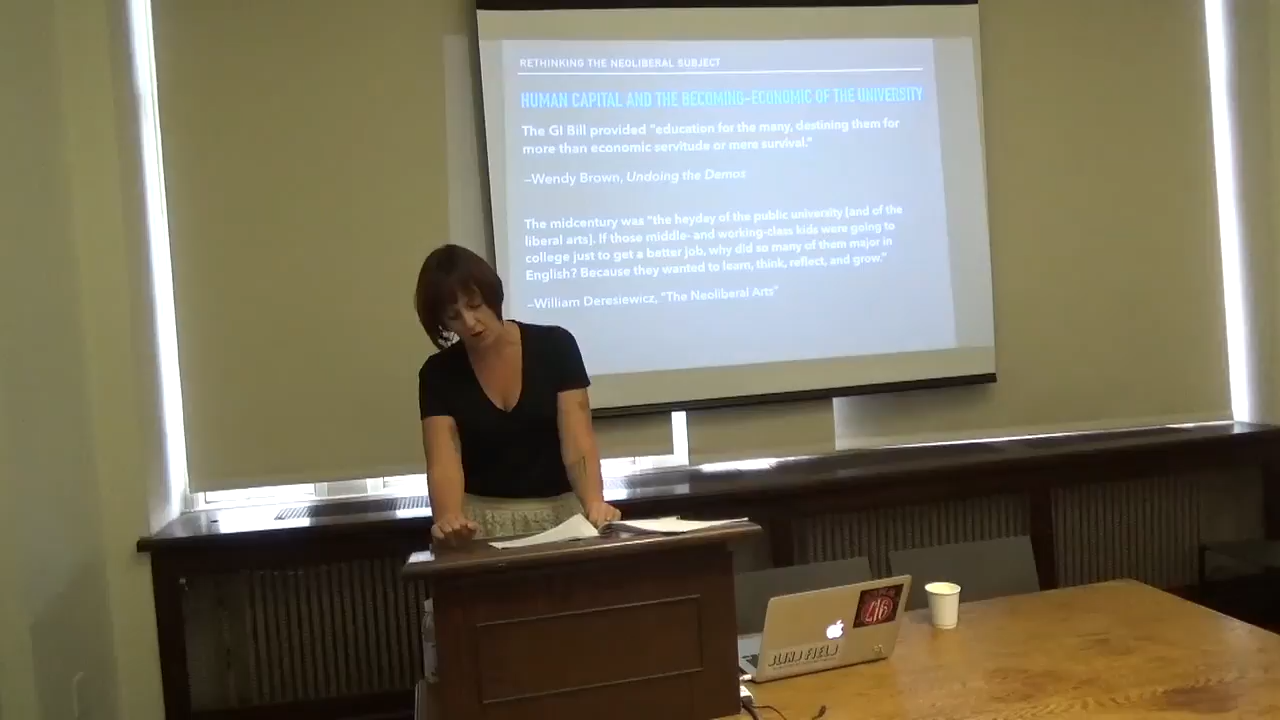 RETHINKING THE NEOLIBERAL SUBJECT
HUMAN CAPITAL AND THE BECOMING-ECONOMIC OF THE UNIVERSITY
The GI Bill provided "education for the many, destining them for
more than economic servitude or mere survival."
—Wendy Brown, Undoing the Demos
The midcentury was "the heyday of the public university [and of the
liberal arts]. If those middle- and working-class kids were going to
college just to get a better job, why did so many of them major in
English? Because they wanted to learn, think, reflect, and grow."
—William Deresiewicz, "The Neoliberal Arts"
BLIND FIELD